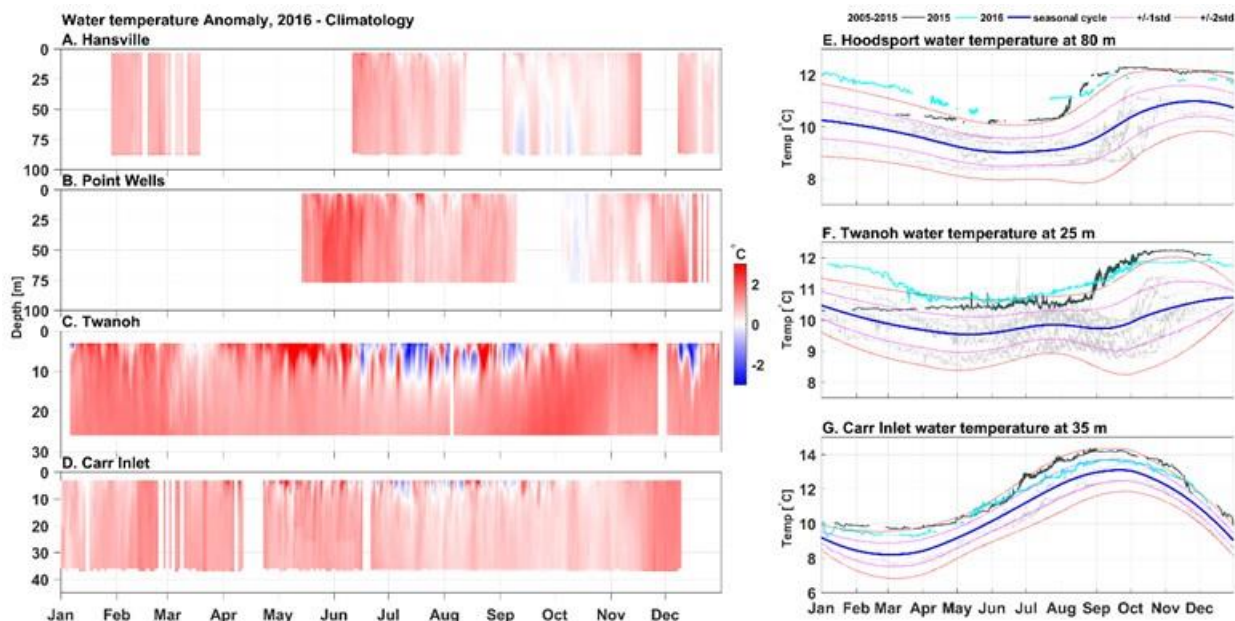 Water temperature Anomaly, 2016 - Climatology
A. Hansville
0
25
50
75
100
B. Point Wells
0
25
50
75
100
Depth [m]
C. Twanoh
0
10
20
30
D. Carr Inlet
0
10
20
30
40
Jan Feb Mar Apr May Jun Jul Aug Sep Oct Nov Dec
°C
2
0
-2
2005-2015 2015 2016 seasonal cycle +/-1std +/-2std
E. Hoodsport water temperature at 80 m
12
10
8
Temp [°C]
F. Twanoh water temperature at 25 m
12
11
10
9
8
Temp [°C]
G. Carr Inlet water temperature at 35 m
14
12
10
8
6
Temp [°C]
Jan Feb Mar Apr May Jun Jul Aug Sep Oct Nov Dec